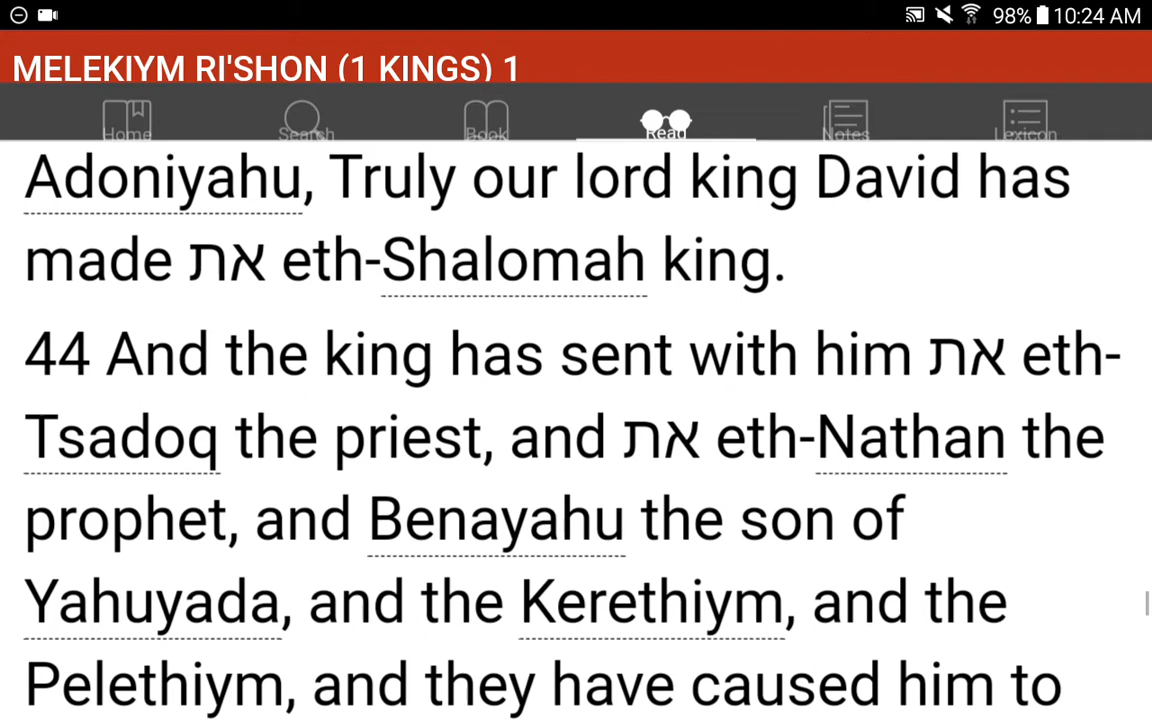 98% 10:24 AM
MELEKIYM RI'SHON (1 KINGS) 1
Home Search Book Read Notes Lexicon
Adoniyahu, Truly our lord king David has
made את eth-Shalomah king.
44 And the king has sent with him את eth-
Tsadoq the priest, and את eth-Nathan the
prophet, and Benayahu the son of
Yahuyada, and the Kerethiym, and the
Pelethiym, and they have caused him to